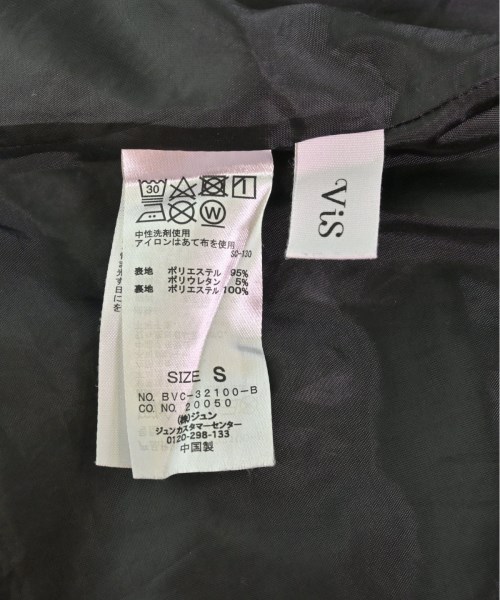 30
W
中性洗剤使用
アイロンはあて布を使用
SC-130
表地 ポリエステル 95%
ポリウレタン 5%
裏地 ポリエステル 100%
SIZE S
NO. BVC-32100-B
CO. NO. 20050
(株)ジュン
ジュンカスタマーセンター
0120-298-133
中国製
ViS